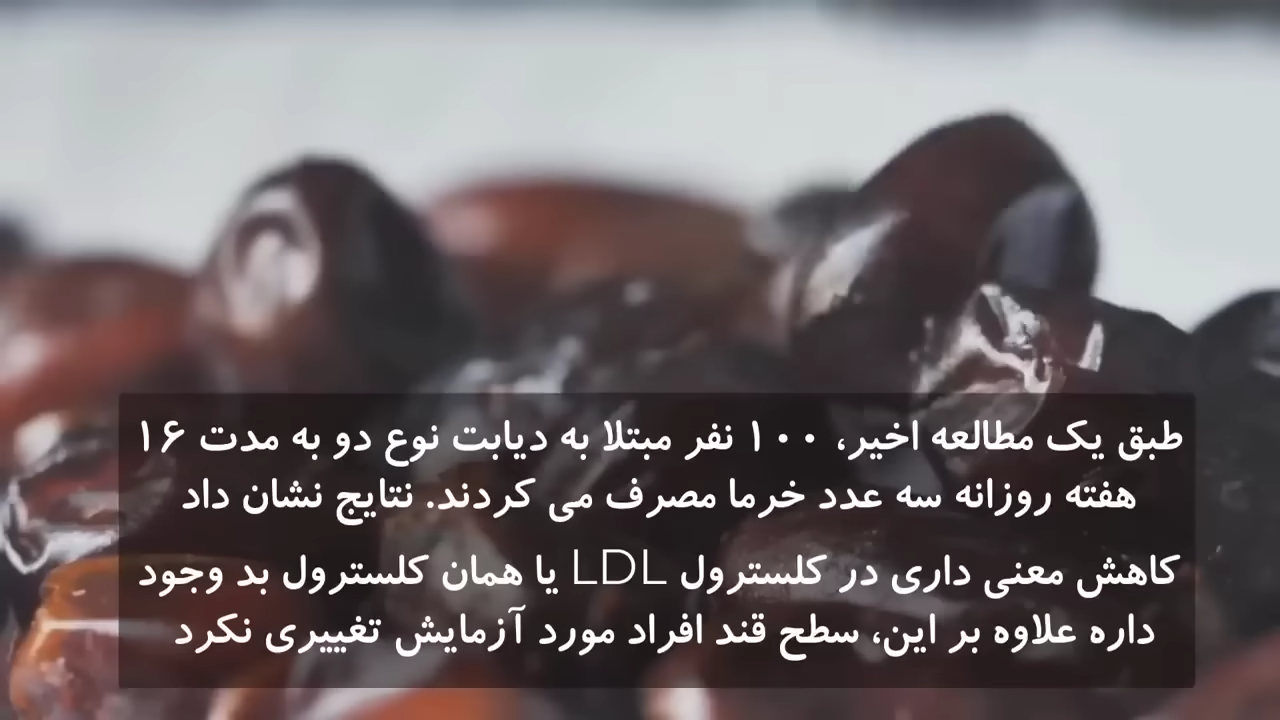 طبق یک مطالعه اخیر، ۱۰۰ نفر مبتلا به دیابت نوع دو به مدت ۱۶
هفته روزانه سه عدد خرما مصرف می کردند. نتایج نشان داد
کاهش معنی داری در کلسترول LDL یا همان کلسترول بد وجود
داره علاوه بر این، سطح قند افراد مورد آزمایش تغییری نکرد